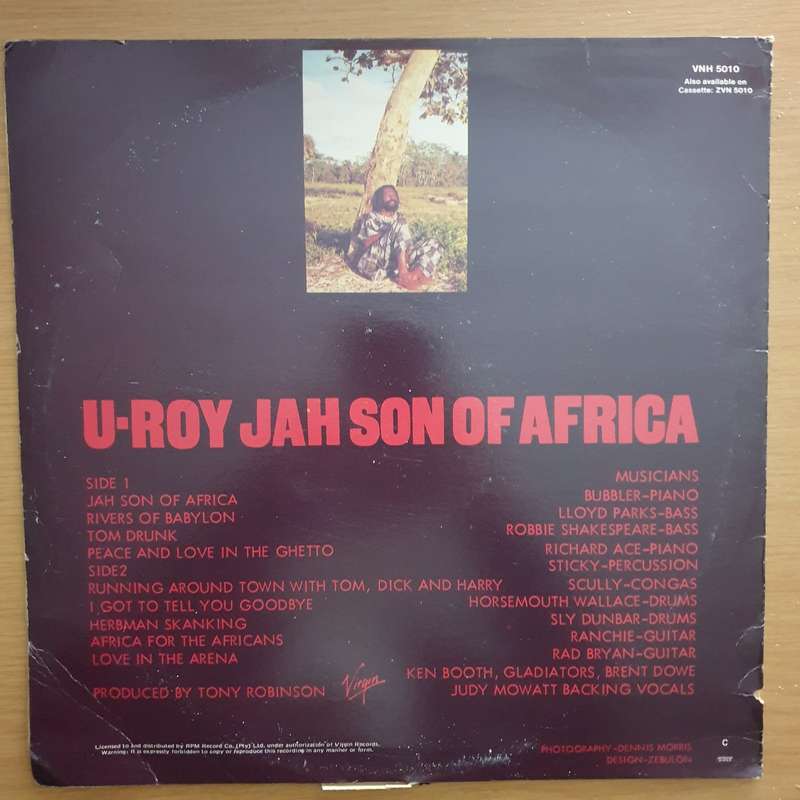 VNH 5010
Also available on
Cassette: ZVN 5010
U-ROY JAH SON OF AFRICA
SIDE 1
JAH SON OF AFRICA
RIVERS OF BABYLON
TOM DRUNK
PEACE AND LOVE IN THE GHETTO
SIDE2
RUNNING AROUND TOWN WITH TOM, DICK AND HARRY
I GOT TO TELL YOU GOODBYE
HERBMAN SKANKING
AFRICA FOR THE AFRICANS
LOVE IN THE ARENA
PRODUCED BY TONY ROBINSON
Virgin
MUSICIANS
BUBBLER-PIANO
LLOYD PARKS-BASS
ROBBIE SHAKESPEARE-BASS
RICHARD ACE-PIANO
STICKY-PERCUSSION
SCULLY-CONGAS
HORSEMOUTH WALLACE-DRUMS
SLY DUNBAR-DRUMS
RANCHIE-GUITAR
RAD BRYAN-GUITAR
KEN BOOTH, GLADIATORS, BRENT DOWE
JUDY MOWATT BACKING VOCALS
Licensed to and distributed by RPM Record Co. (Pty) Ltd. under authorization of Virgin Records.
Warning: It is expressly forbidden to copy or reproduce this recording in any manner or form.
PHOTOGRAPHY-DENNIS MORRIS
DESIGN-ZEBULON
C